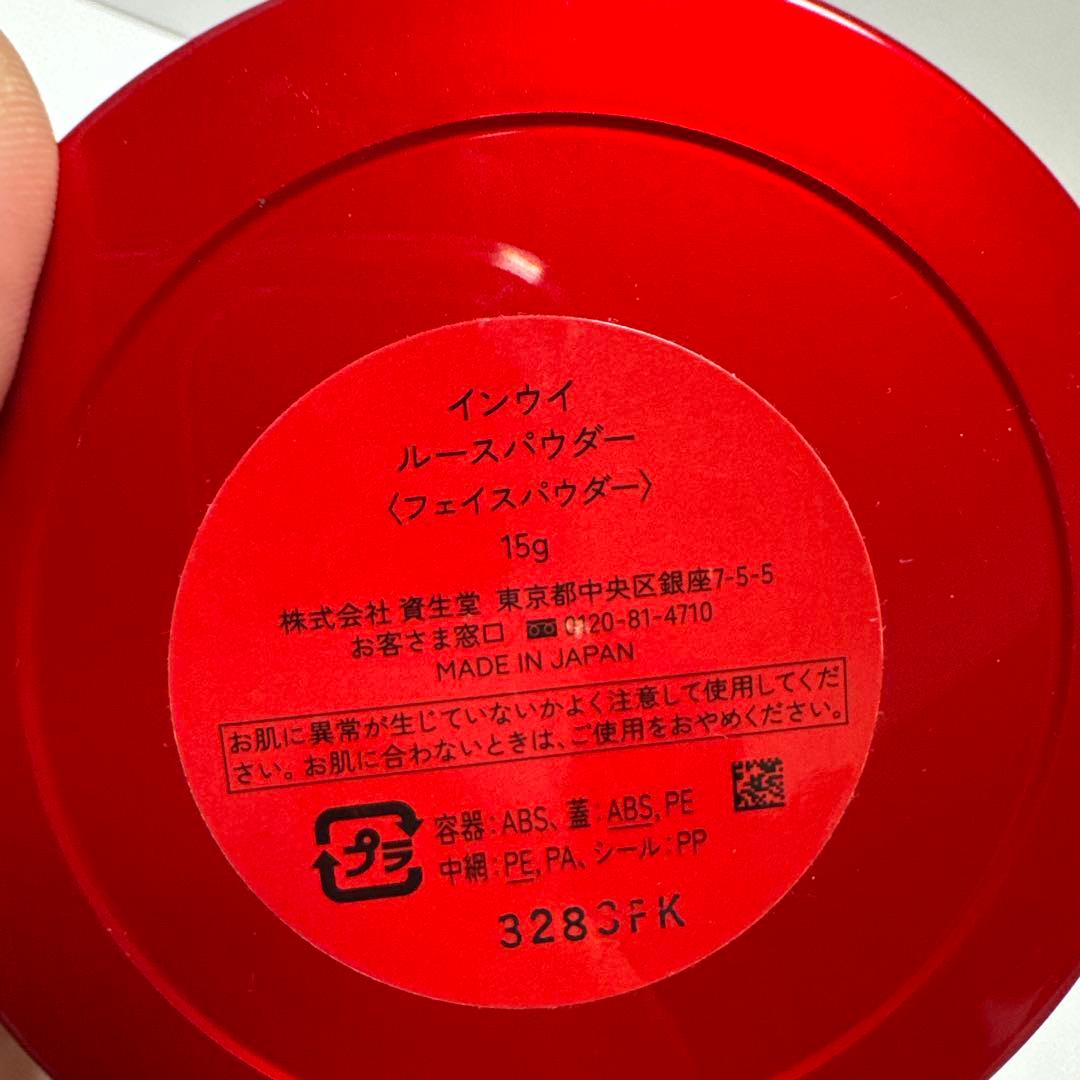 インウイ
ルースパウダー
〈フェイスパウダー〉
15g
株式会社 資生堂 東京都中央区銀座7-5-5
お客さま窓口 0120-81-4710
MADE IN JAPAN
お肌に異常が生じていないかよく注意して使用してくだ
さい。お肌に合わないときは、ご使用をおやめください。
プラ
容器：ABS、蓋：ABS, PE
中網：PE, PA、シール：PP